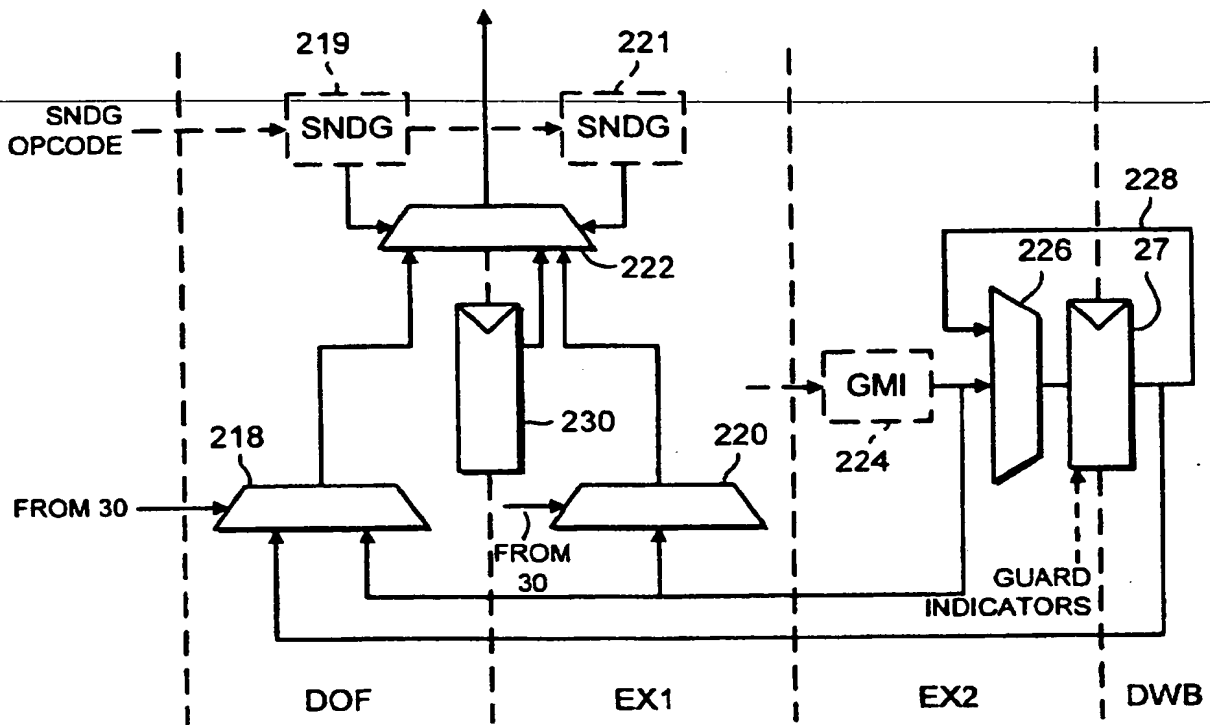 219
221
SNDG
OPCODE
SNDG
SNDG
228
222
226
27
GMI
224
230
218
220
FROM 30
FROM
30
GUARD
INDICATORS
DOF
EX1
EX2
DWB